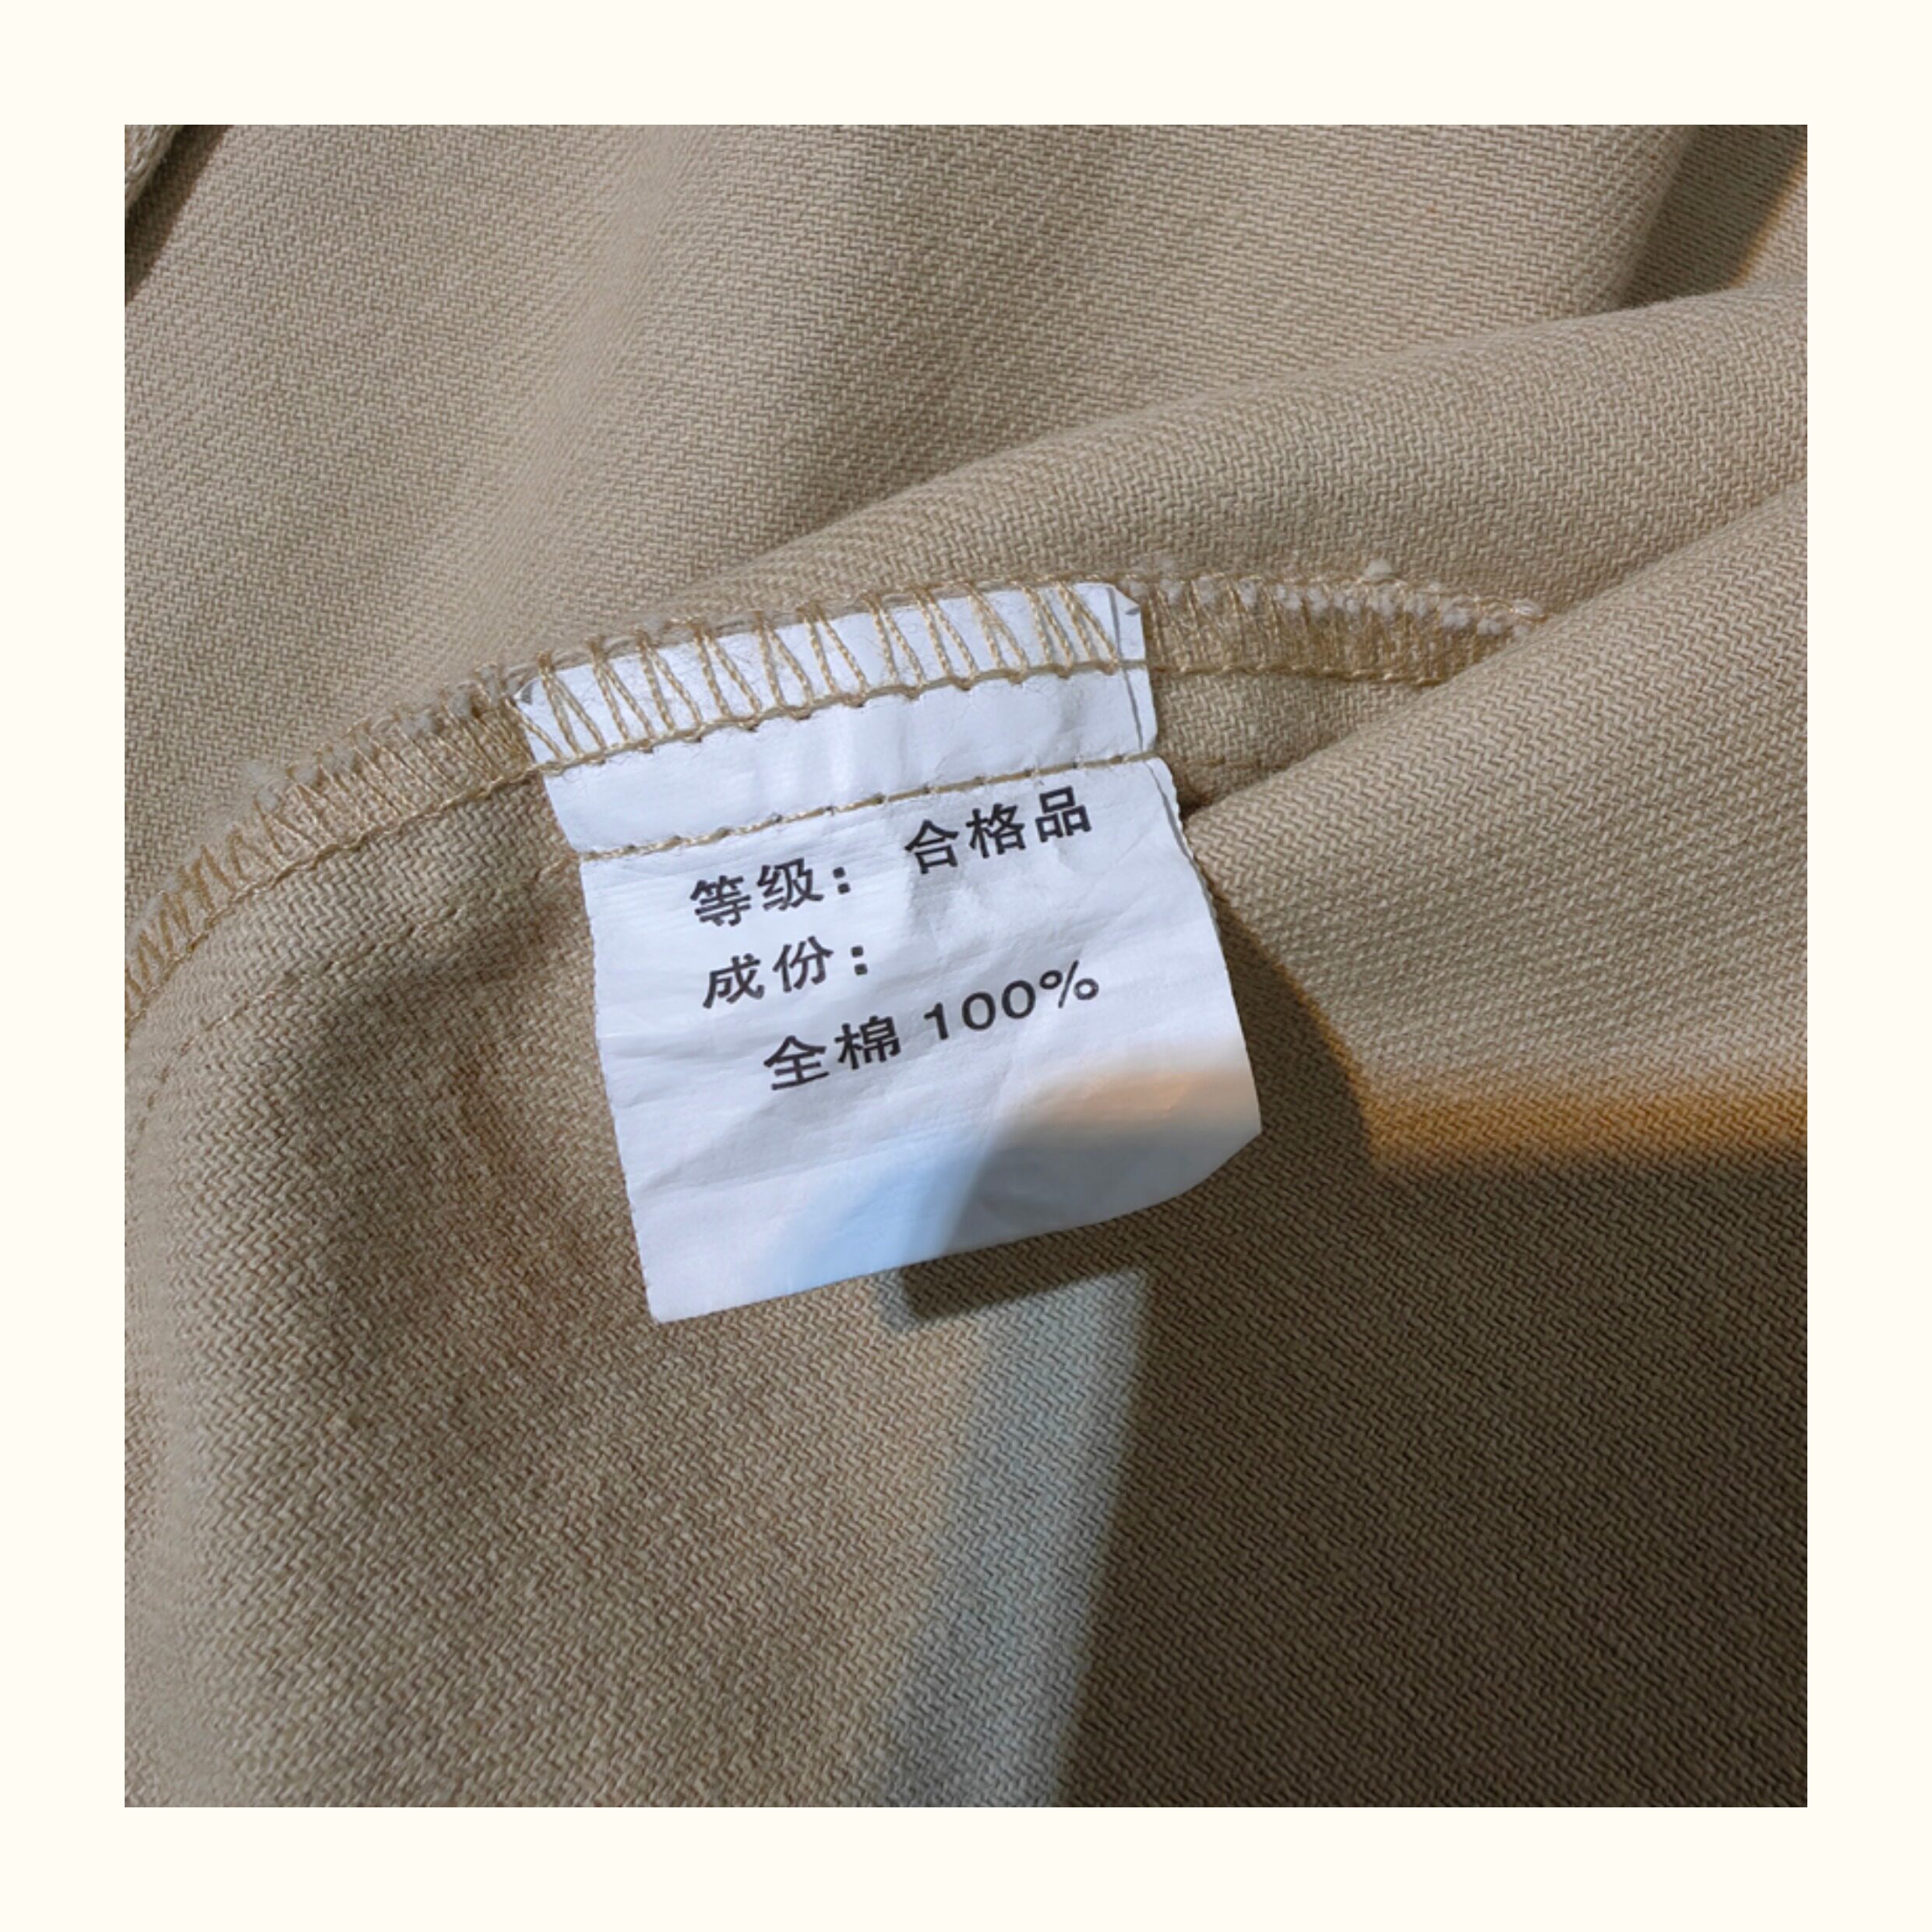 等级： 合格品
成份：
全棉 100%